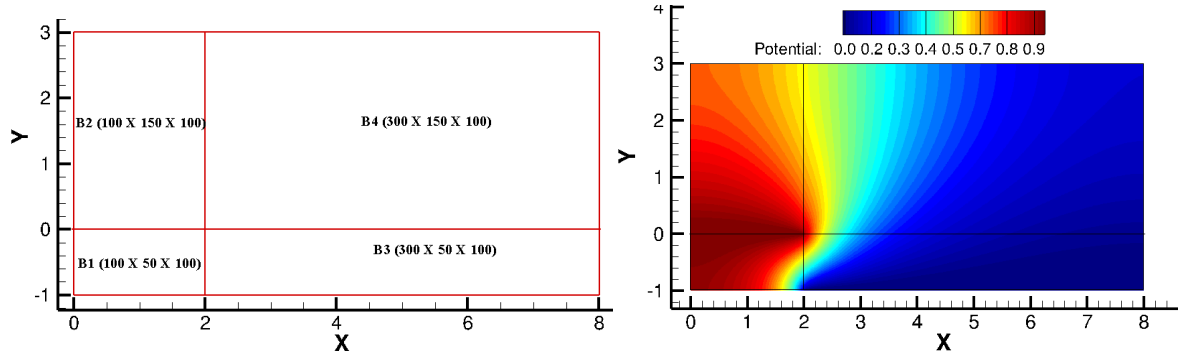 3
2
1
0
-1
Y
B2 (100 X 150 X 100)
B4 (300 X 150 X 100)
B1 (100 X 50 X 100)
B3 (300 X 50 X 100)
0 2 4 6 8
X
Potential: 0.0 0.2 0.3 0.4 0.5 0.7 0.8 0.9
4
3
2
1
0
-1
Y
0 1 2 3 4 5 6 7 8
X